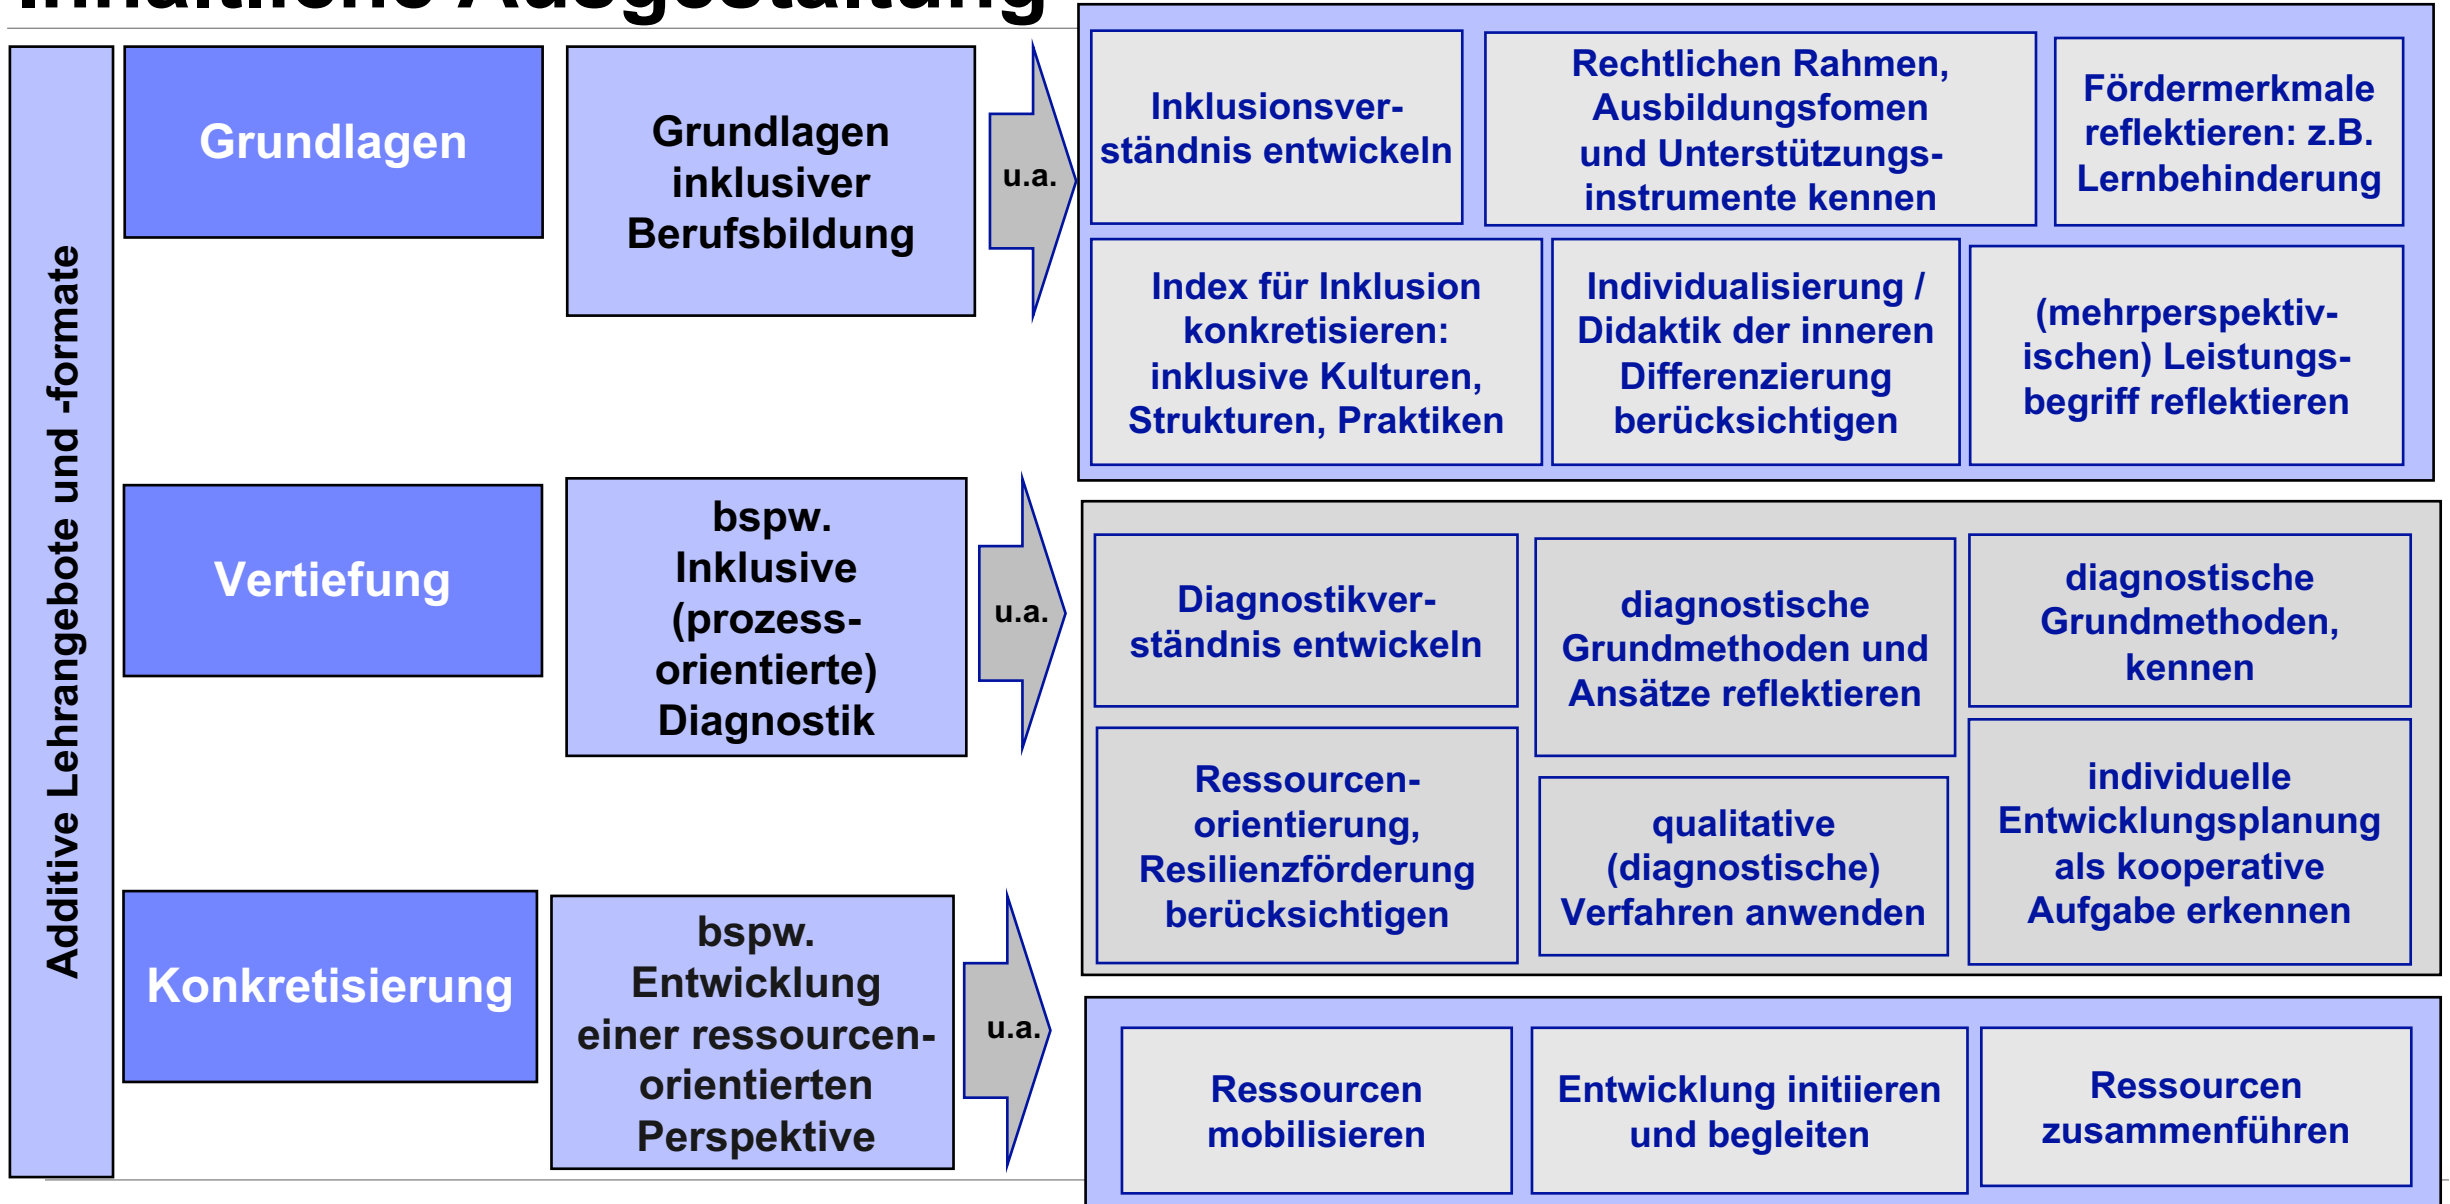 Inhaltliche Ausgestaltung
Additive Lehrangebote und -formate
Grundlagen
Grundlagen
inklusiver
Berufsbildung
u.a.
Inklusionsver-
ständnis entwickeln
Rechtlichen Rahmen,
Ausbildungsfomen
und Unterstützungs-
instrumente kennen
Fördermerkmale
reflektieren: z.B.
Lernbehinderung
Index für Inklusion
konkretisieren:
inklusive Kulturen,
Strukturen, Praktiken
Individualisierung /
Didaktik der inneren
Differenzierung
berücksichtigen
(mehrperspektiv-
ischen) Leistungs-
begriff reflektieren
Vertiefung
bspw.
Inklusive
(prozess-
orientierte)
Diagnostik
u.a.
Diagnostikver-
ständnis entwickeln
diagnostische
Grundmethoden und
Ansätze reflektieren
diagnostische
Grundmethoden,
kennen
Ressourcen-
orientierung,
Resilienzförderung
berücksichtigen
qualitative
(diagnostische)
Verfahren anwenden
individuelle
Entwicklungsplanung
als kooperative
Aufgabe erkennen
Konkretisierung
bspw.
Entwicklung
einer ressourcen-
orientierten
Perspektive
u.a.
Ressourcen
mobilisieren
Entwicklung initiieren
und begleiten
Ressourcen
zusammenführen